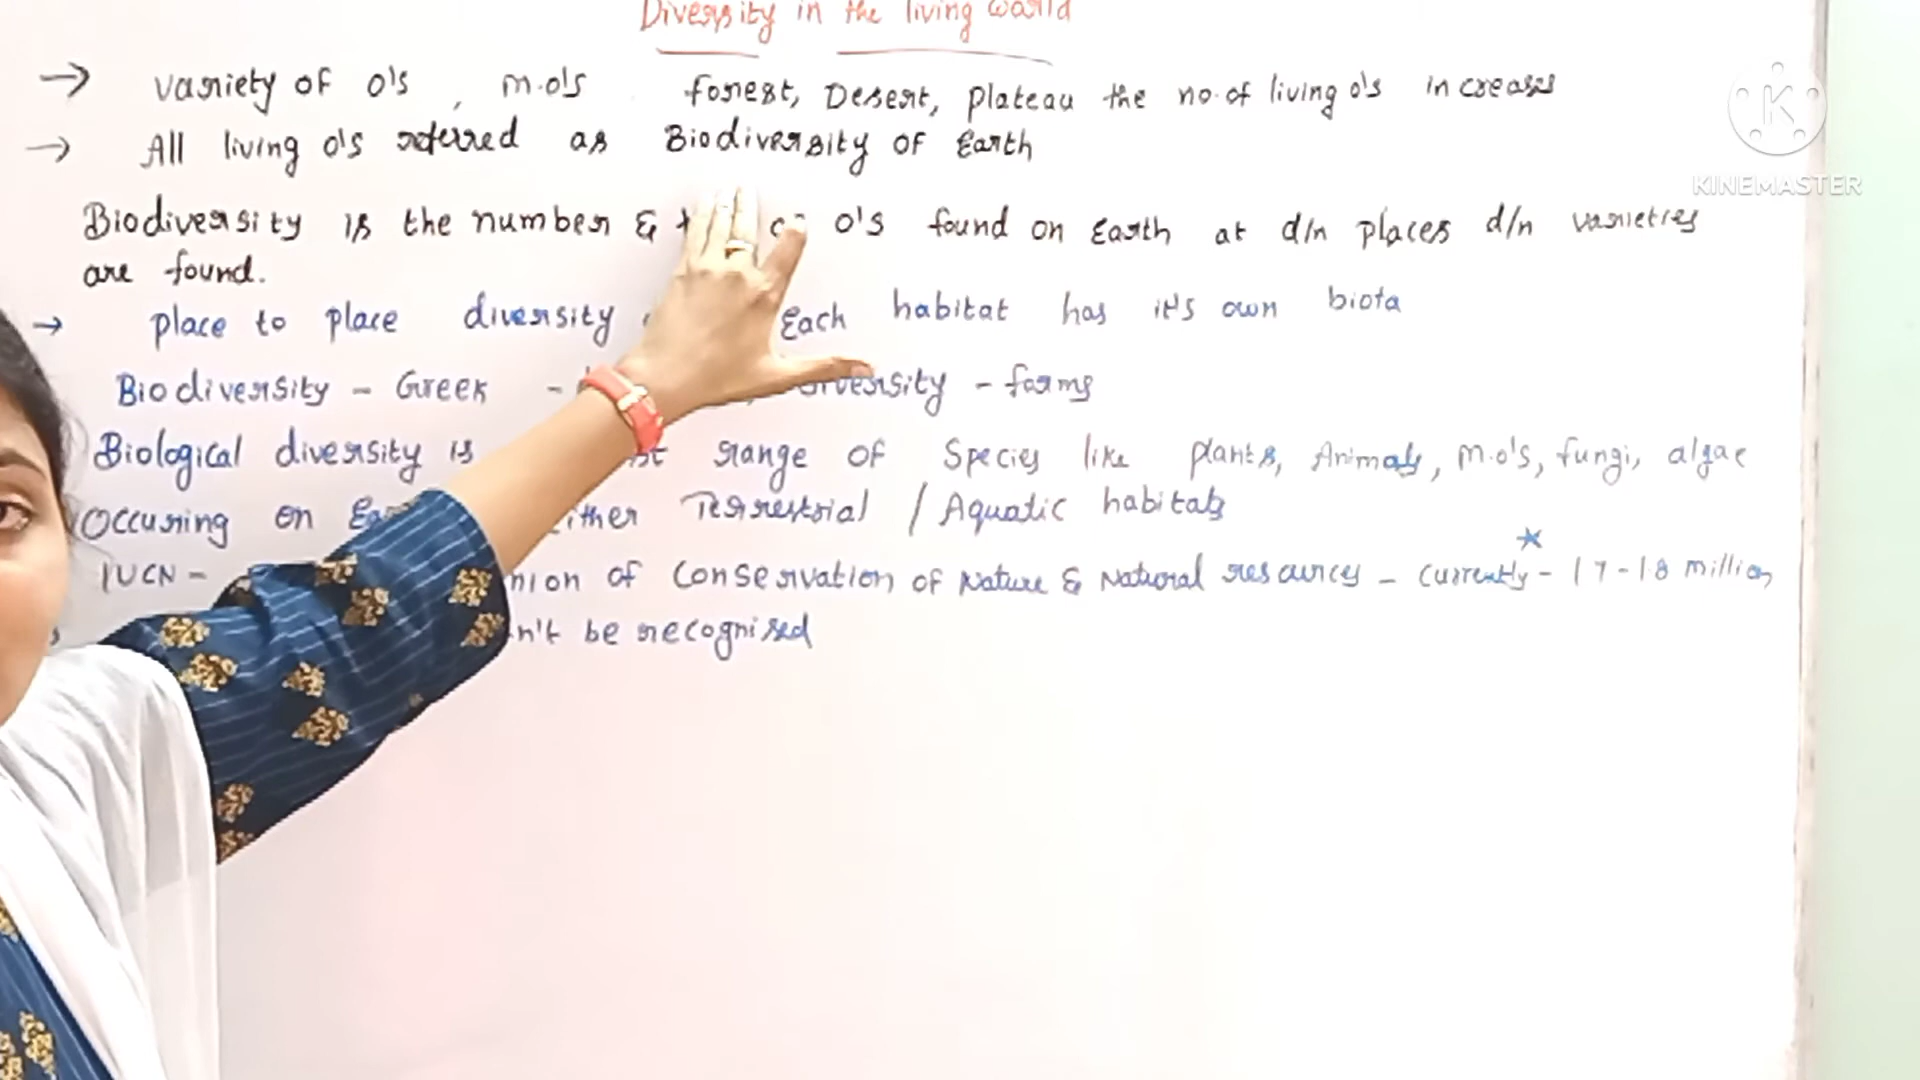 Diversity in the living world
→ variety of o's, m.o's forest, Desert, plateau the no. of living o's increases
→ All living o's referred as Biodiversity of Earth
Biodiversity is the number & o's found on Earth at d/n places d/n varieties
are found.
→ place to place diversity Each habitat has it's own biota
Biodiversity - Greek - diversity - forms
Biological diversity is range of Species like plants, Animals, m.o's, fungi, algae
Occuring on either Terrestrial / Aquatic habitats
IUCN - of Conservation of Nature & Natural resources - Currently - 17-18 million
be recognised
KINEMASTER